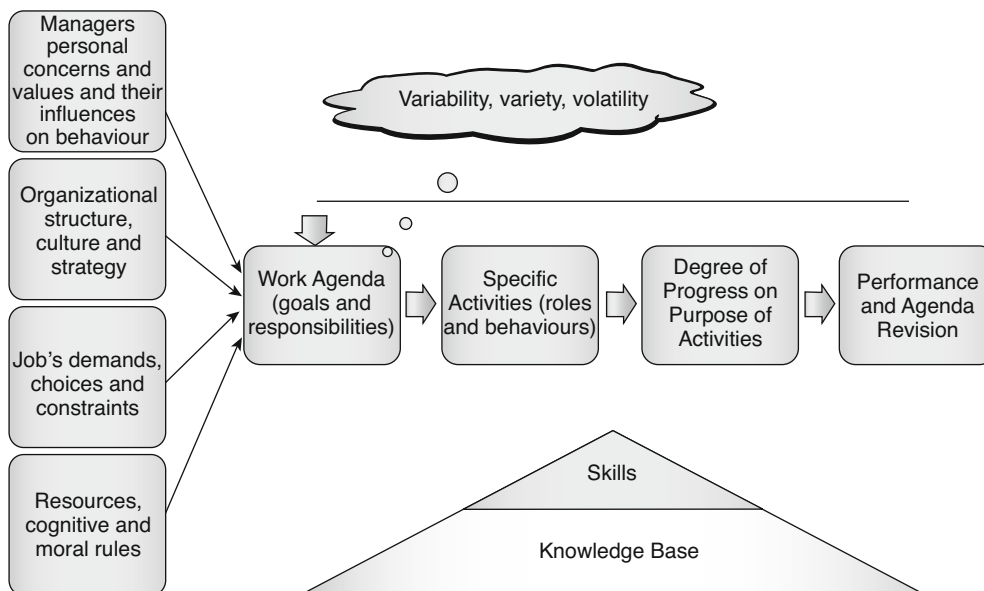 Managers
personal
concerns and
values and their
influences
on behaviour
Organizational
structure,
culture and
strategy
Job's demands,
choices and
constraints
Resources,
cognitive and
moral rules
Variability, variety, volatility
Work Agenda
(goals and
responsibilities)
Specific
Activities (roles
and behaviours)
Degree of
Progress on
Purpose of
Activities
Performance
and Agenda
Revision
Skills
Knowledge Base